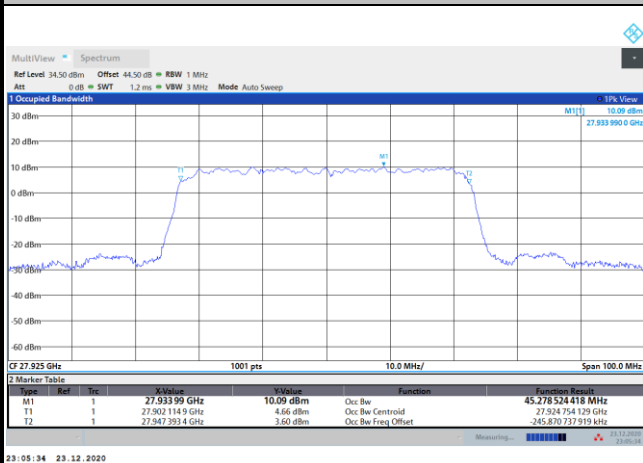 MultiView Spectrum
Ref Level 34.50 dBm Offset 44.50 dB RBW 1 MHz
Att 0 dB SWT 1.2 ms VBW 3 MHz Mode Auto Sweep
1 Occupied Bandwidth 1Pk View
M1[1] 10.09 dBm
27.933 990 0 GHz
30 dBm
20 dBm
M1
10 dBm
T1 T2
0 dBm
-10 dBm
-20 dBm
-30 dBm
-40 dBm
-50 dBm
-60 dBm
CF 27.925 GHz 1001 pts 10.0 MHz/ Span 100.0 MHz
2 Marker Table
Type Ref Trc X-Value Y-Value Function Function Result
M1 1 27.933 99 GHz 10.09 dBm Occ Bw 45.278 524 418 MHz
T1 1 27.902 114 9 GHz 4.66 dBm Occ Bw Centroid 27.924 754 129 GHz
T2 1 27.947 393 4 GHz 3.60 dBm Occ Bw Freq Offset -245.870 737 919 kHz
Measuring... 23.12.2020
23:05:34
23:05:34 23.12.2020